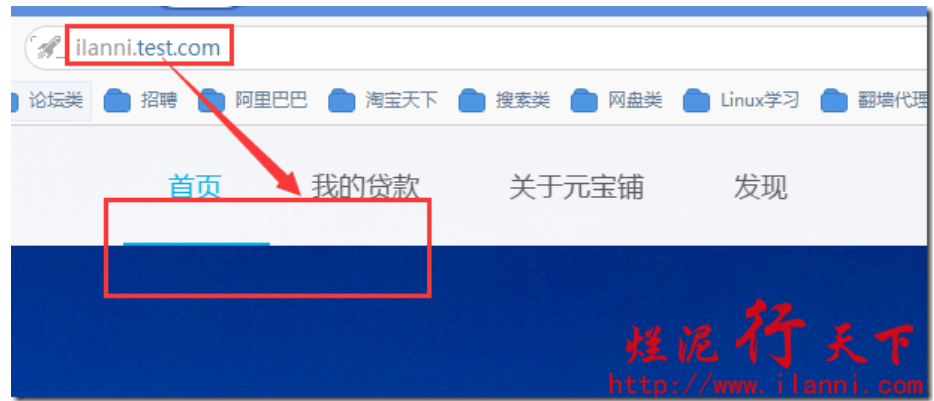 ilanni.test.com
论坛类 招聘 阿里巴巴 淘宝天下 搜索类 网盘类 Linux学习 翻墙代理
首页 我的贷款 关于元宝铺 发现
烂泥行天下
http://www.ilanni.com